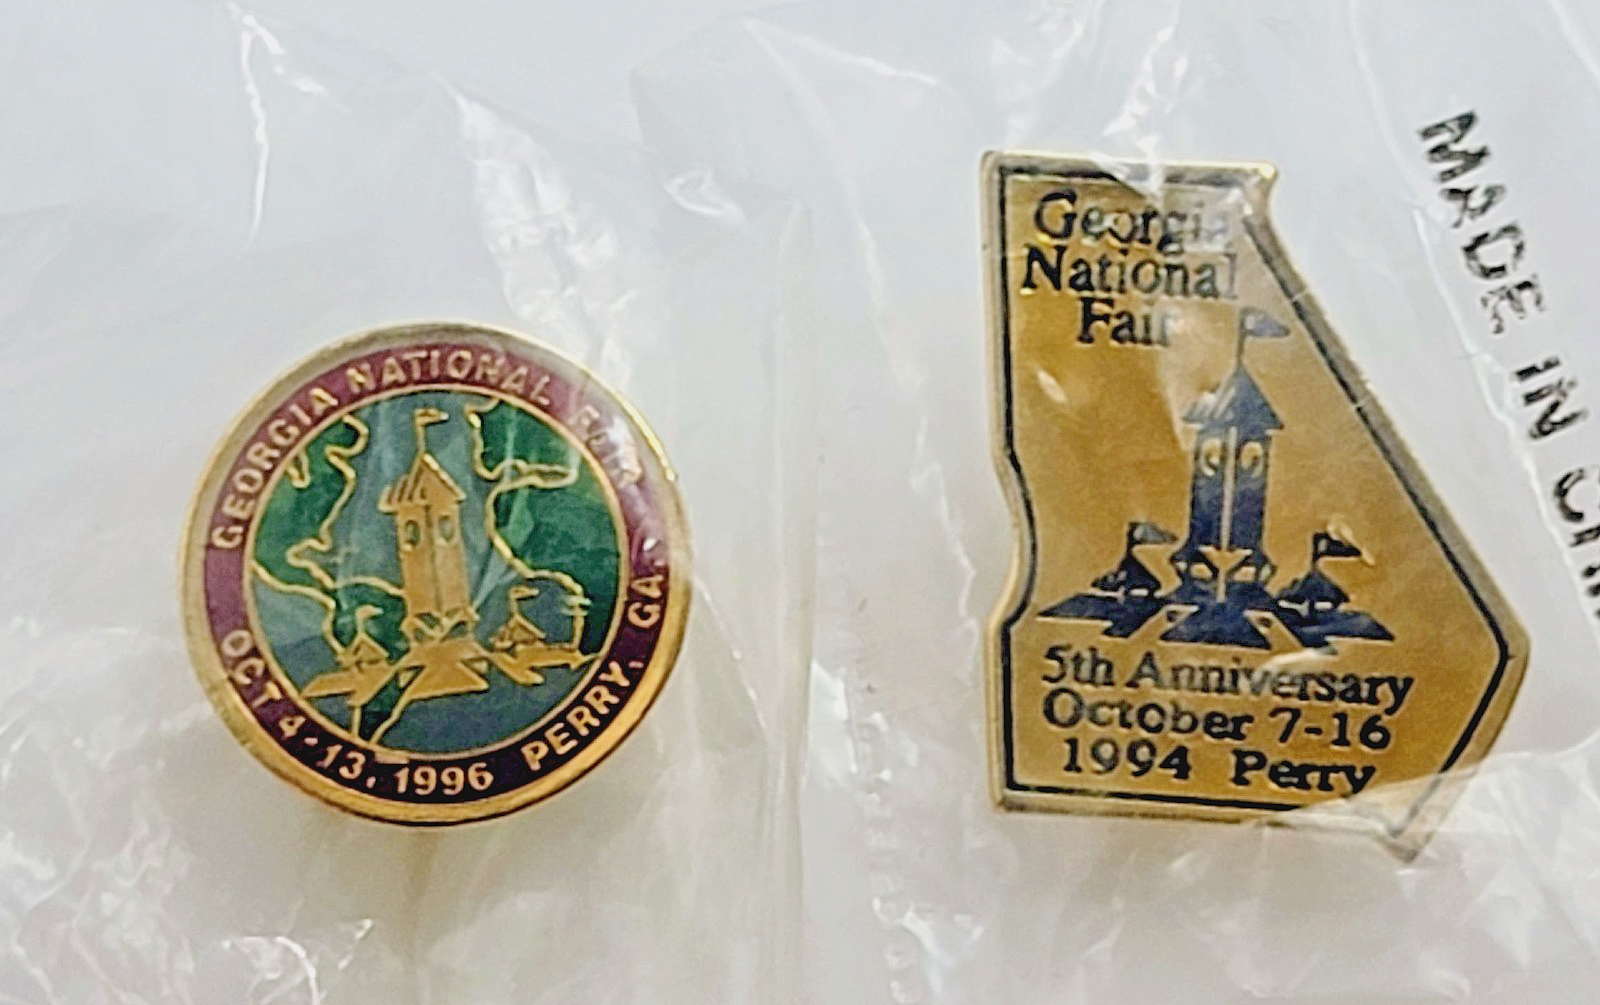 GEORGIA NATIONAL FAIR
OCT 4-13, 1996 PERRY, GA.
Georgia
National
Fair
5th Anniversary
October 7-16
1994 Perry
MADE IN